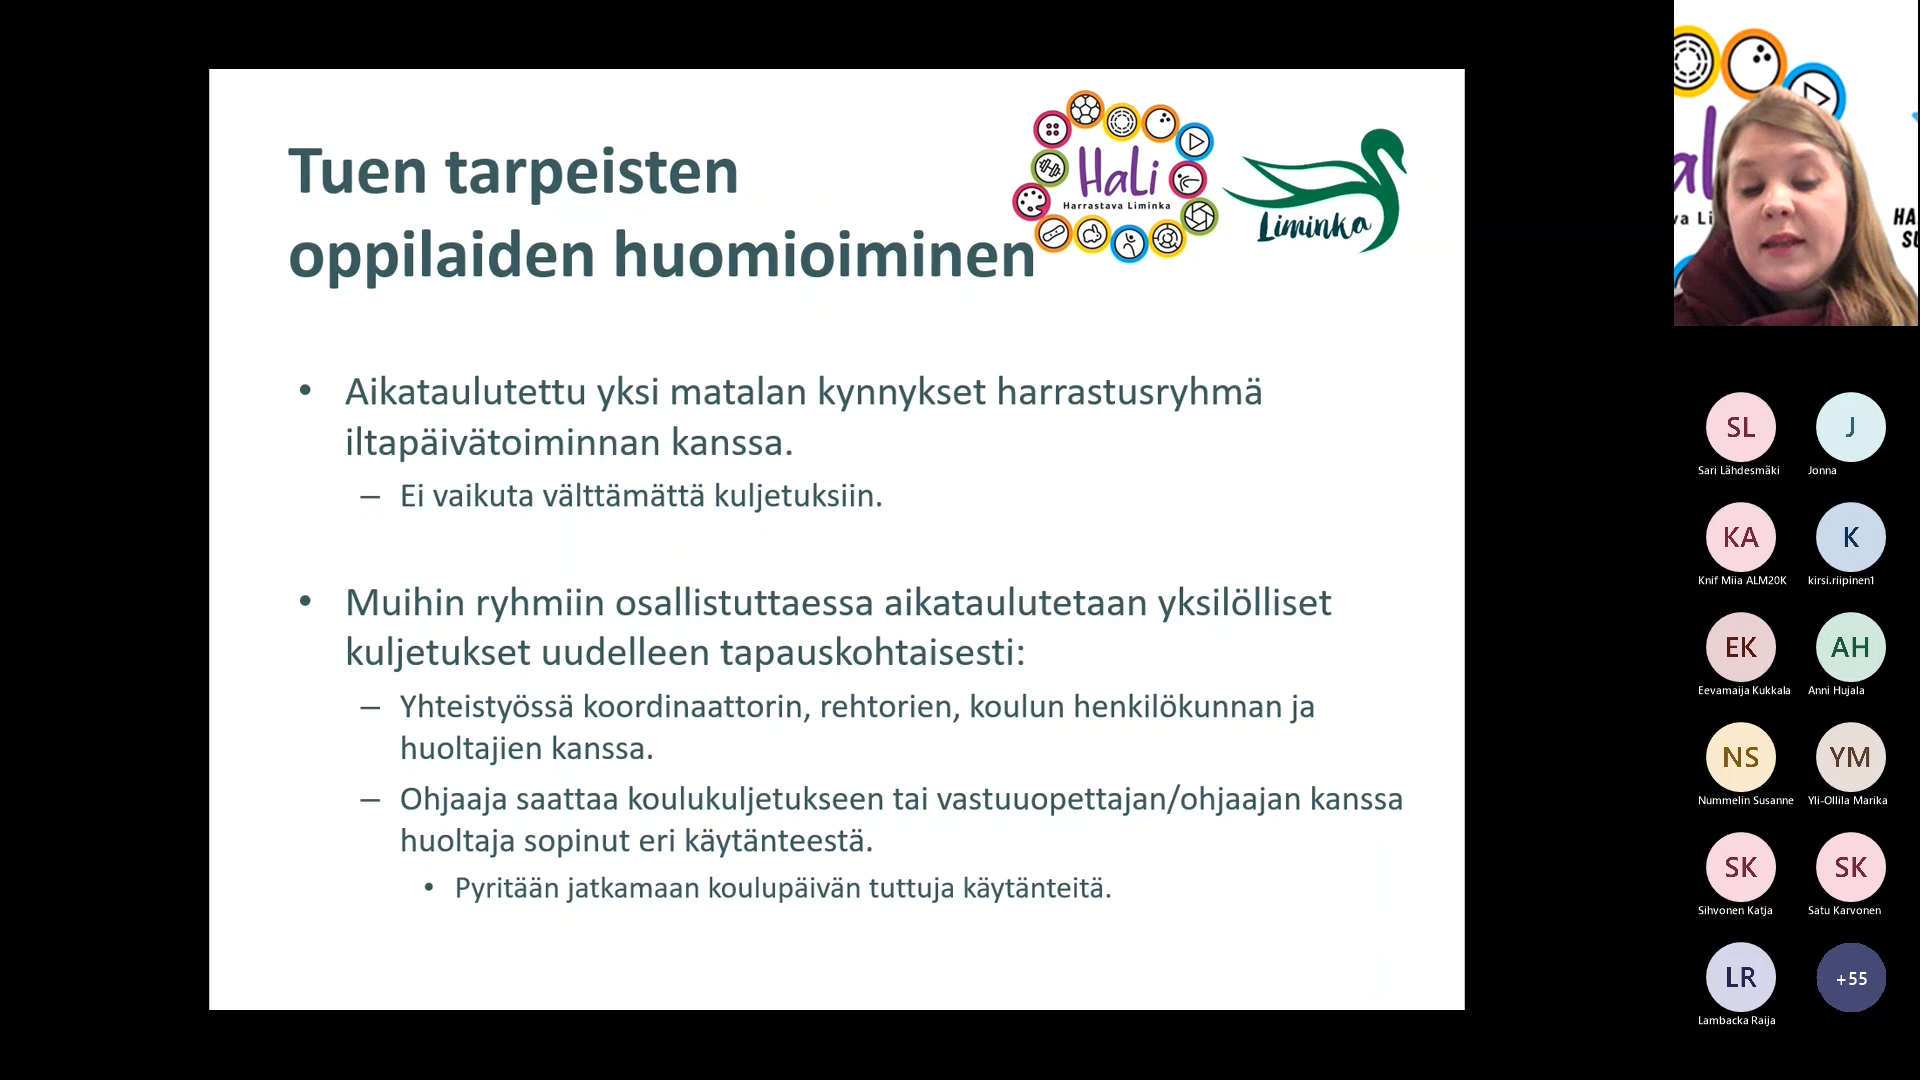 Tuen tarpeisten
oppilaiden huomioiminen
HaLi
Harrastava Liminka
Liminka
• Aikataulutettu yksi matalan kynnykset harrastusryhmä
iltapäivätoiminnan kanssa.
– Ei vaikuta välttämättä kuljetuksiin.
• Muihin ryhmiin osallistuttaessa aikataulutetaan yksilölliset
kuljetukset uudelleen tapauskohtaisesti:
– Yhteistyössä koordinaattorin, rehtorien, koulun henkilökunnan ja
huoltajien kanssa.
– Ohjaaja saattaa koulukuljetukseen tai vastuuopettajan/ohjaajan kanssa
huoltaja sopinut eri käytänteestä.
• Pyritään jatkamaan koulupäivän tuttuja käytänteitä.
SL J
Sari Lähdesmäki Jonna
KA K
Knif Miia ALM20K kirsi.riipinen1
EK AH
Eevamaija Kukkala Anni Hujala
NS YM
Nummelin Susanne Yli-Ollila Marika
SK SK
Sihvonen Katja Satu Karvonen
LR +55
Lambacka Raija